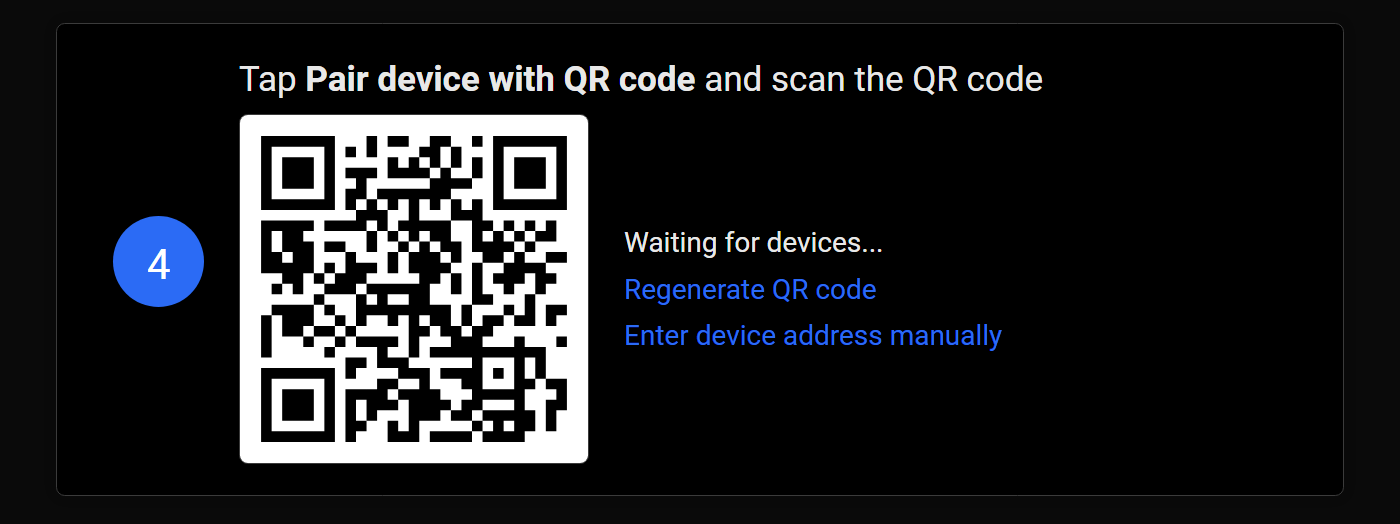 Tap Pair device with QR code and scan the QR code
4
Waiting for devices...
Regenerate QR code
Enter device address manually